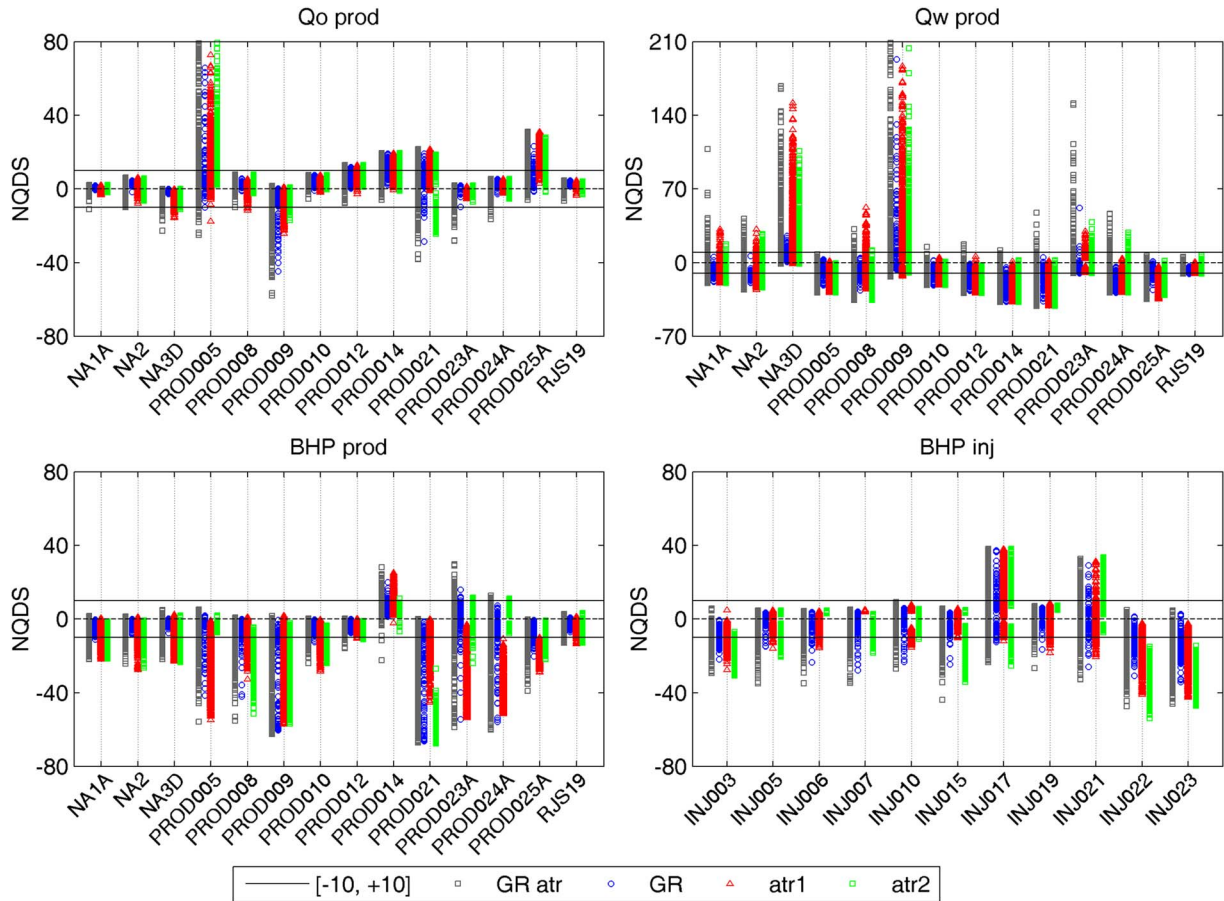 Qo prod
80
40
0
-40
-80
NQDS
NA1A
NA2
NA3D
PROD005
PROD008
PROD009
PROD010
PROD012
PROD014
PROD021
PROD023A
PROD024A
PROD025A
RJS19
Qw prod
210
140
70
0
-70
NQDS
NA1A
NA2
NA3D
PROD005
PROD008
PROD009
PROD010
PROD012
PROD014
PROD021
PROD023A
PROD024A
PROD025A
RJS19
BHP prod
80
40
0
-40
-80
NQDS
NA1A
NA2
NA3D
PROD005
PROD008
PROD009
PROD010
PROD012
PROD014
PROD021
PROD023A
PROD024A
PROD025A
RJS19
BHP inj
80
40
0
-40
-80
NQDS
INJ003
INJ005
INJ006
INJ007
INJ010
INJ015
INJ017
INJ019
INJ021
INJ022
INJ023
[-10, +10] GR atr GR atr1 atr2